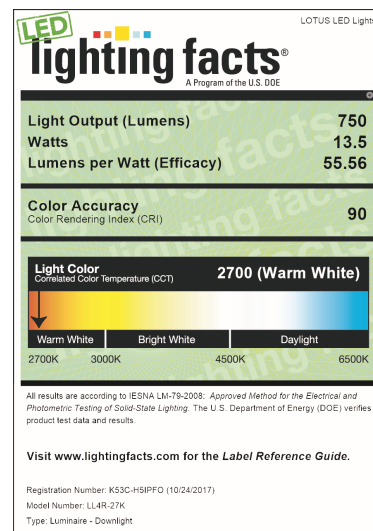 LOTUS LED Lights
LED
lighting facts®
A Program of the U.S. DOE
Light Output (Lumens) 750
Watts 13.5
Lumens per Watt (Efficacy) 55.56
Color Accuracy
Color Rendering Index (CRI) 90
Light Color
Correlated Color Temperature (CCT) 2700 (Warm White)
Warm White Bright White Daylight
2700K 3000K 4500K 6500K
All results are according to IESNA LM-79-2008: Approved Method for the Electrical and
Photometric Testing of Solid-State Lighting. The U.S. Department of Energy (DOE) verifies
product test data and results.
Visit www.lightingfacts.com for the Label Reference Guide.
Registration Number: K53C-H5IPFO (10/24/2017)
Model Number: LL4R-27K
Type: Luminaire - Downlight